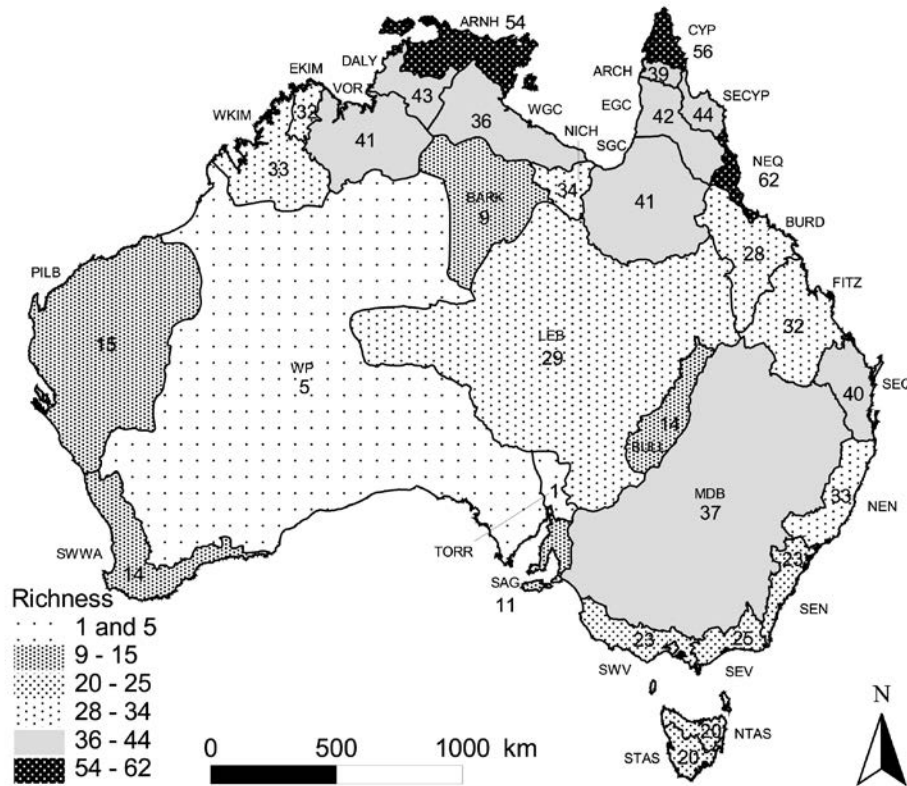 ARNH 54
CYP
56
DALY
EKIM
VOR
ARCH
39
SECYP
WKIM
32
43
WGC
EGC
42
44
41
36
NICH
SGC
NEQ
62
33
34
41
BARK
9
BURD
28
PILB
FITZ
15
LEB
29
32
WP
5
SEQ
40
14
BULL
MDB
37
33
NEN
1
SWWA
14
TORR
SAG
11
23
SEN
23
25
SWV
SEV
20
NTAS
STAS
20
Richness
1 and 5
9 - 15
20 - 25
28 - 34
36 - 44
54 - 62
0 500 1000 km
N